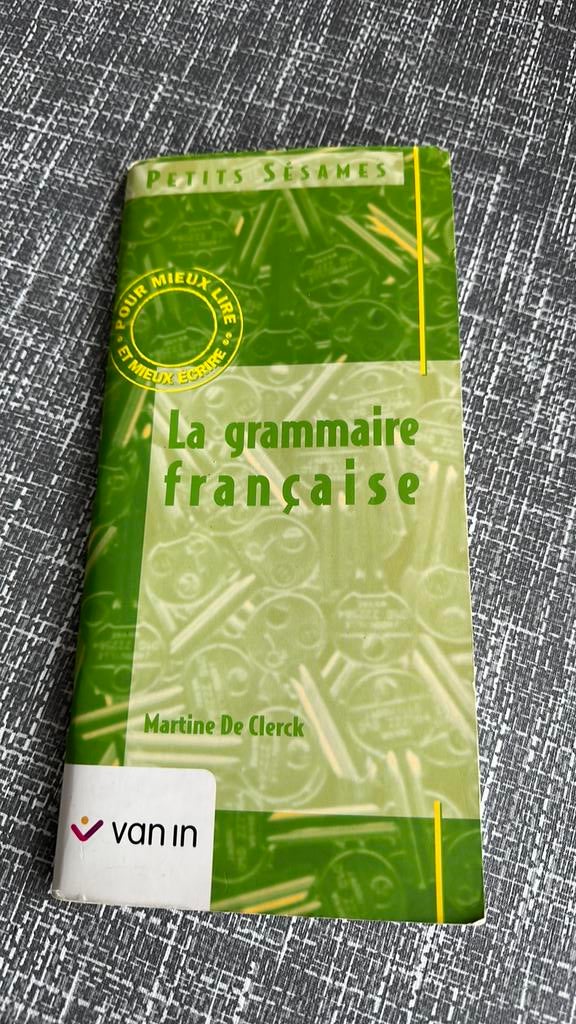 PETITS SÉSAMES
POUR MIEUX LIRE
ET MIEUX ÉCRIRE
La grammaire
française
Martine De Clerck
van in